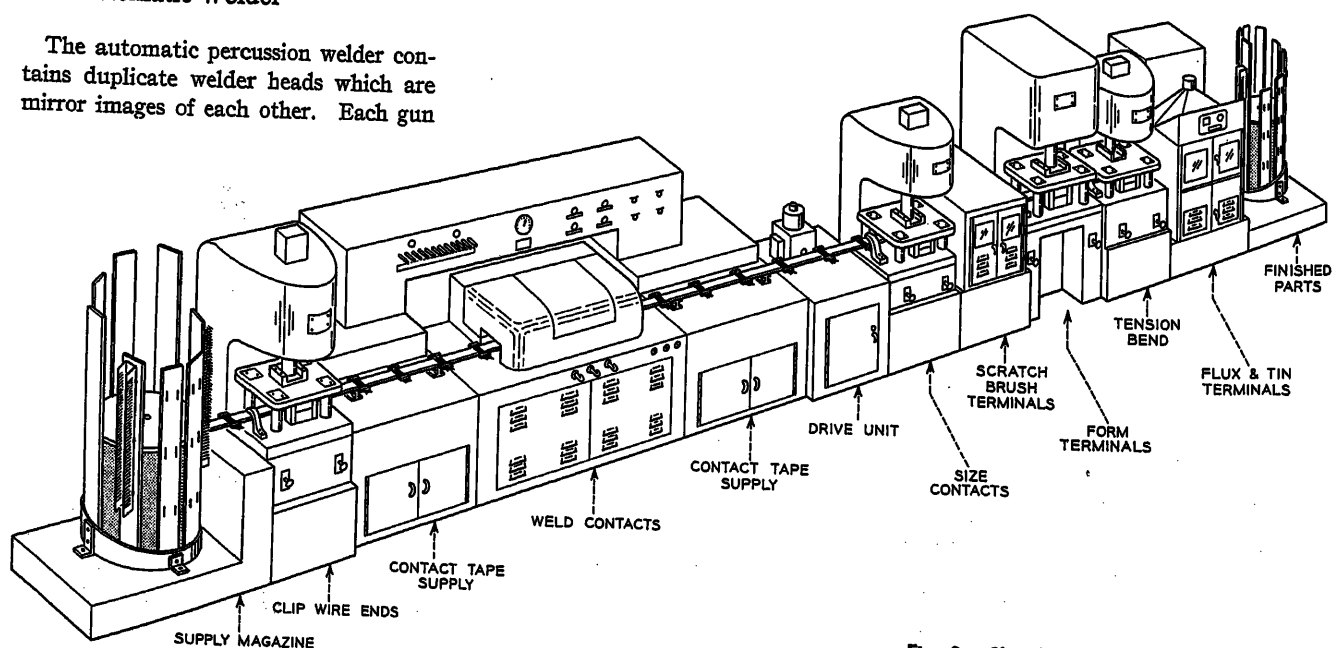 The automatic percussion welder con-
tains duplicate welder heads which are
mirror images of each other. Each gun
FINISHED
PARTS
TENSION
BEND
FLUX & TIN
TERMINALS
SCRATCH
BRUSH
TERMINALS
FORM
TERMINALS
DRIVE UNIT
SIZE
CONTACTS
CONTACT TAPE
SUPPLY
WELD CONTACTS
CONTACT TAPE
SUPPLY
CLIP WIRE ENDS
SUPPLY MAGAZINE